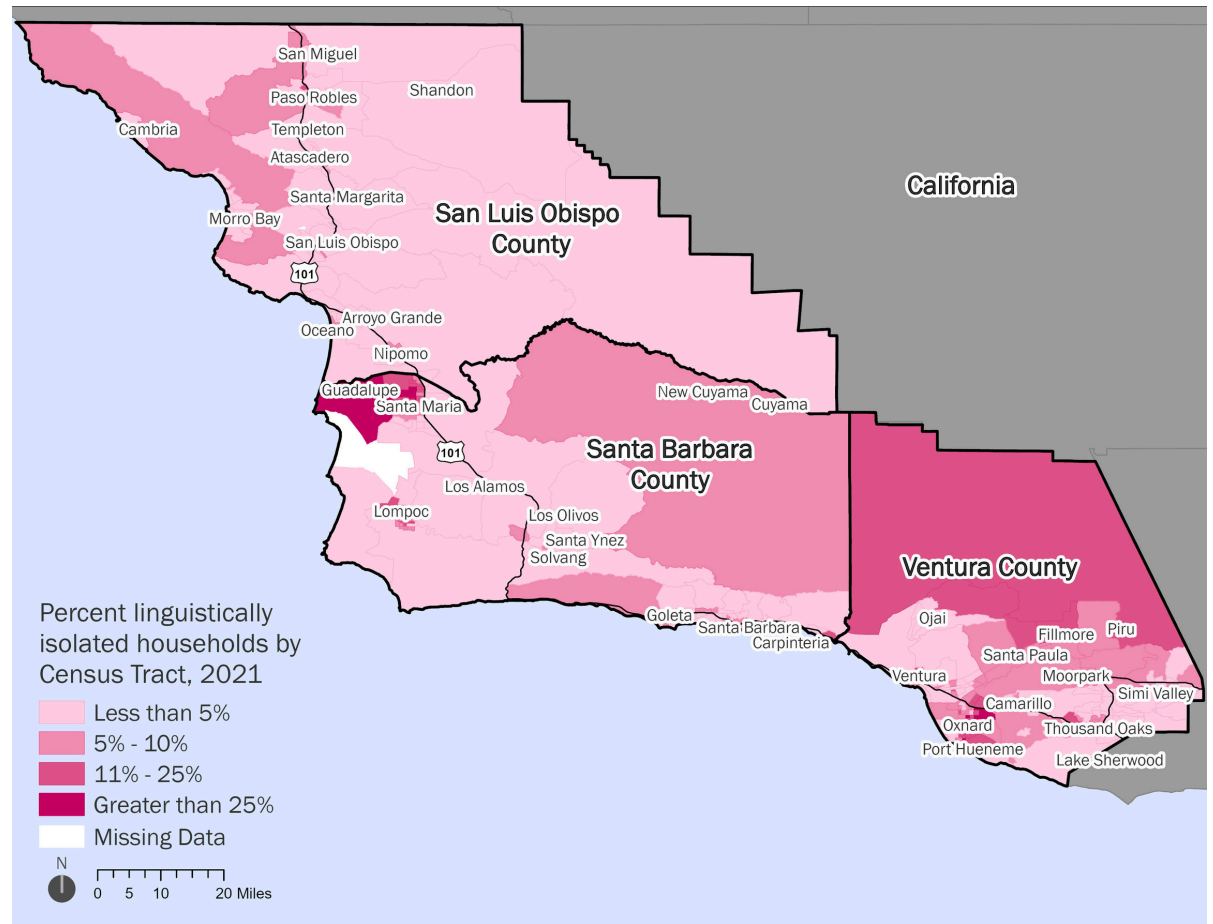 San Miguel
Shandon
Paso Robles
Cambria
Templeton
Atascadero
California
Santa Margarita
San Luis Obispo
County
Morro Bay
San Luis Obispo
101
Arroyo Grande
Oceano
Nipomo
Guadalupe
New Cuyama
Cuyama
Santa Maria
101
Santa Barbara
County
Los Alamos
Lompoc
Los Olivos
Santa Ynez
Solvang
Ventura County
Goleta
Santa Barbara
Carpinteria
Ojai
Fillmore
Piru
Santa Paula
Ventura
Moorpark
Simi Valley
Camarillo
Oxnard
Thousand Oaks
Port Hueneme
Lake Sherwood
Percent linguistically
isolated households by
Census Tract, 2021
Less than 5%
5% - 10%
11% - 25%
Greater than 25%
Missing Data
N
0 5 10 20 Miles